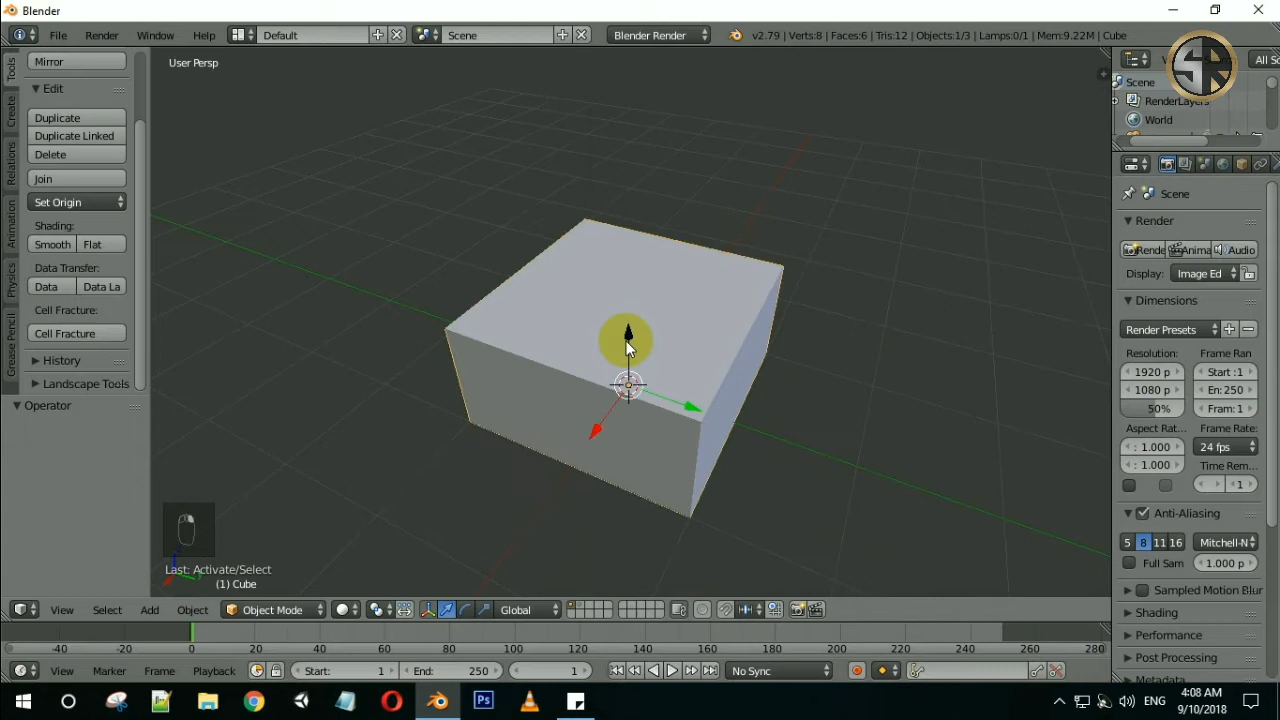 Blender
File Render Window Help Default Scene Blender Render v2.79 | Verts:8 | Faces:6 | Tris:12 | Objects:1/3 | Lamps:0/1 | Mem:9.22M | Cube
Tools
Create
Relations
Animation
Physics
Grease Pencil
Mirror
Edit
Duplicate
Duplicate Linked
Delete
Join
Set Origin
Shading:
Smooth Flat
Data Transfer:
Data Data La
Cell Fracture:
Cell Fracture
History
Landscape Tools
Operator
User Persp
Last: Activate/Select
(1) Cube
All Sc
Scene
RenderLayers
World
Scene
Render
Rende Anima Audio
Display: Image Ed
Dimensions
Render Presets
Resolution: Frame Ran
1920 p Start :1
1080 p En: 250
50% Fram: 1
Aspect Rat... Frame Rate:
: 1.000 24 fps
: 1.000 Time Rem...
1
Anti-Aliasing
5 8 11 16 Mitchell-N
Full Sam 1.000 p
Sampled Motion Blur
Shading
Performance
Post Processing
Metadata
View Select Add Object Object Mode Global
-40 -20 0 20 40 60 80 100 120 140 160 180 200 220 240 260 280
View Marker Frame Playback Start: 1 End: 250 1 No Sync
Ps
ENG
4:08 AM
9/10/2018